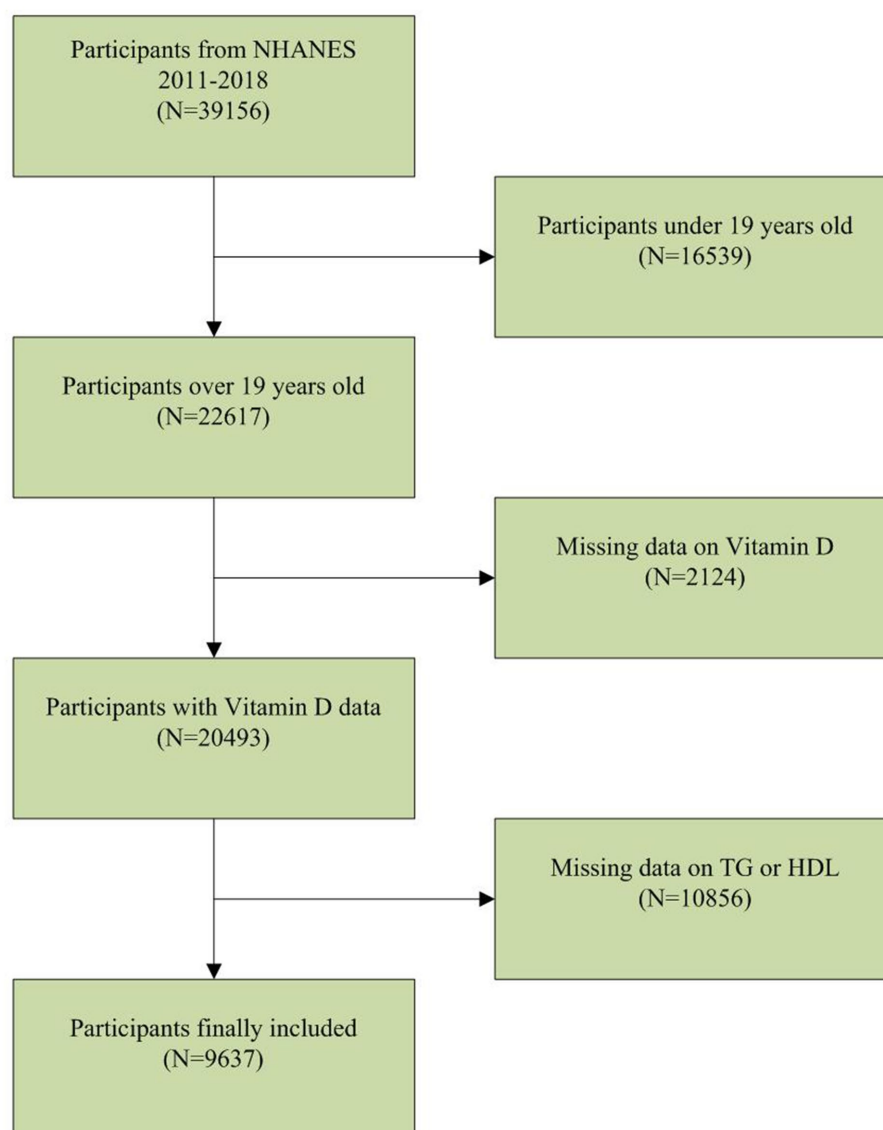 Participants from NHANES
2011-2018
(N=39156)
Participants under 19 years old
(N=16539)
Participants over 19 years old
(N=22617)
Missing data on Vitamin D
(N=2124)
Participants with Vitamin D data
(N=20493)
Missing data on TG or HDL
(N=10856)
Participants finally included
(N=9637)